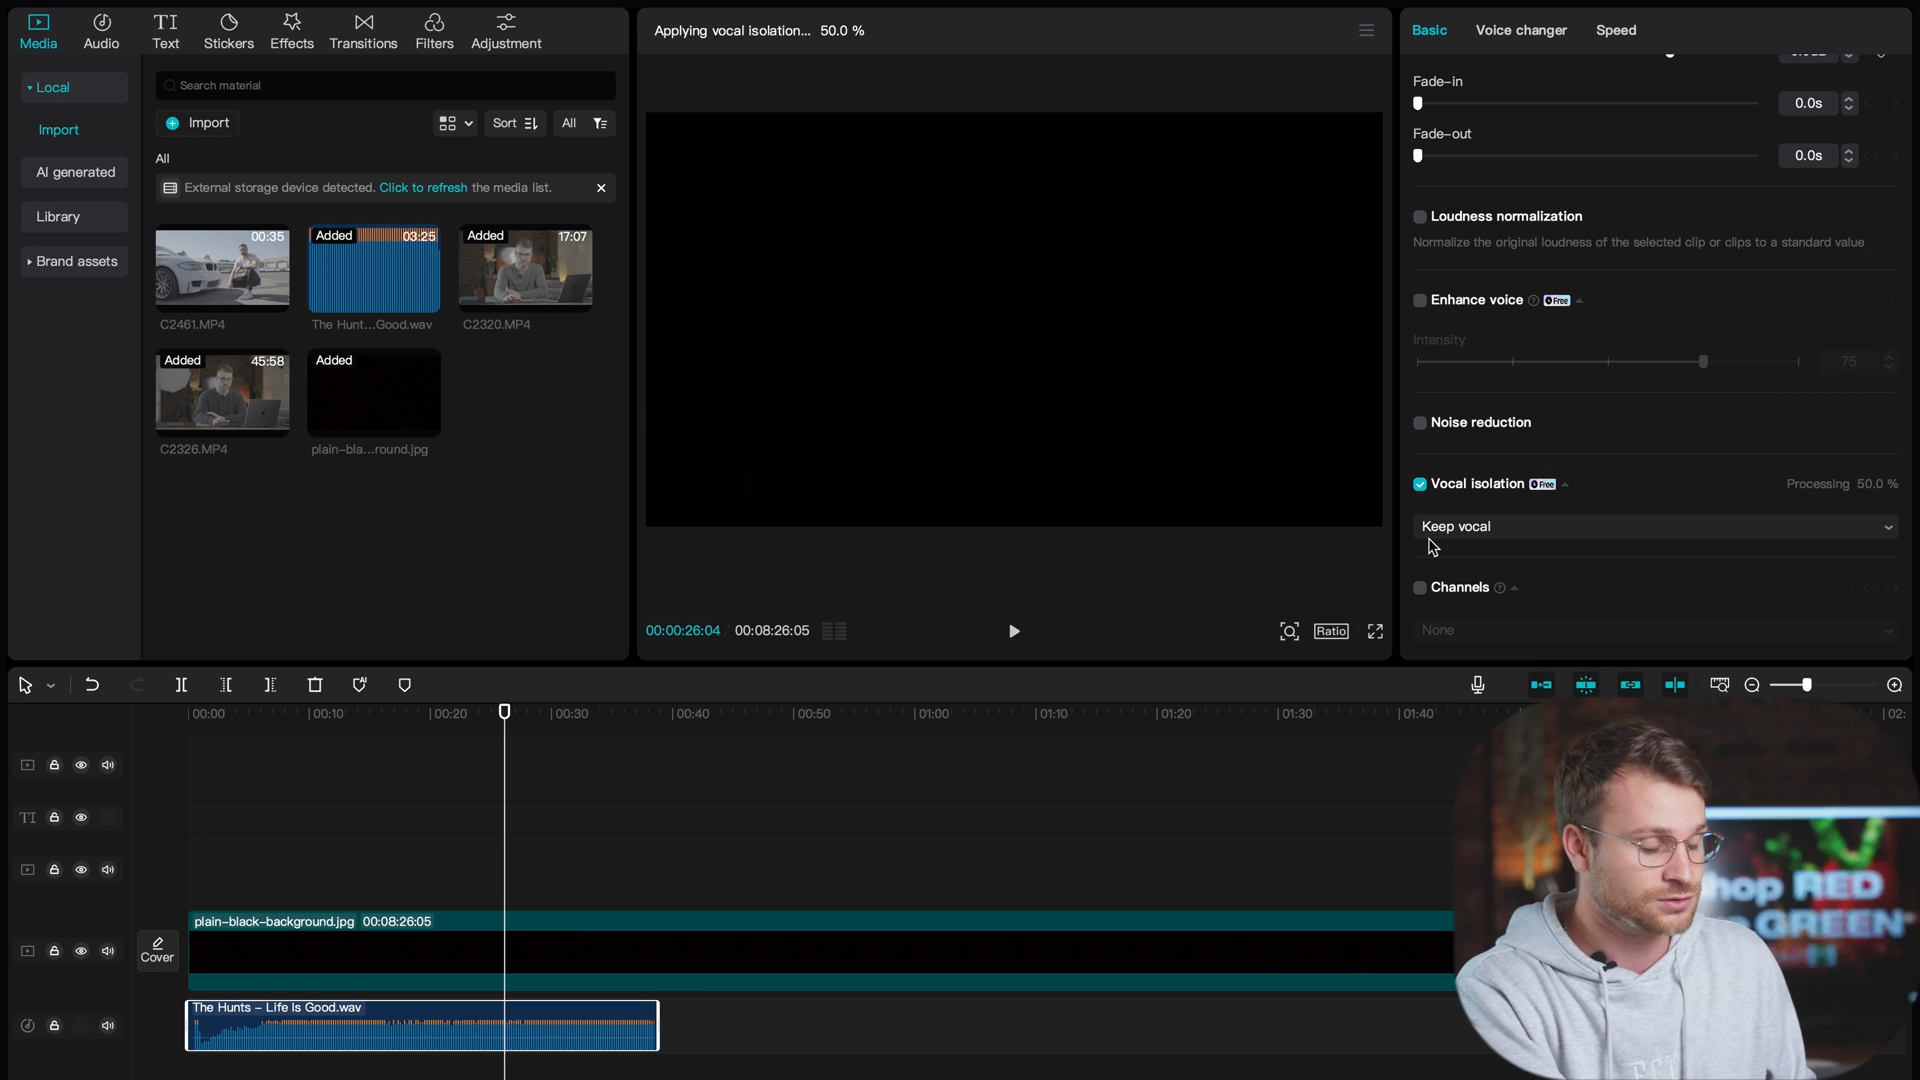 Media
Audio
Text
Stickers
Effects
Transitions
Filters
Adjustment
Local
Import
AI generated
Library
Brand assets
Search material
Import
Sort
All
All
External storage device detected. Click to refresh the media list.
00:35
C2461.MP4
Added 03:25
The Hunt...Good.wav
Added 17:07
C2320.MP4
Added 45:58
C2326.MP4
Added
plain-bla...round.jpg
Applying vocal isolation... 50.0 %
00:00:26:04 00:08:26:05
Ratio
Basic
Voice changer
Speed
Fade-in
0.0s
Fade-out
0.0s
Loudness normalization
Normalize the original loudness of the selected clip or clips to a standard value
Enhance voice Free
Intensity
75
Noise reduction
Vocal isolation Free
Processing 50.0 %
Keep vocal
Channels
None
00:00
00:10
00:20
00:30
00:40
00:50
01:00
01:10
01:20
01:30
01:40
02:
TI
Cover
plain-black-background.jpg 00:08:26:05
The Hunts – Life Is Good.wav
hop RED
GREEN"